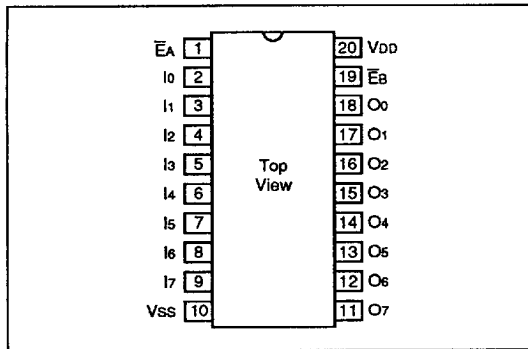 E̅A 1 20 VDD
I0 2 19 E̅B
I1 3 18 O0
I2 4 17 O1
I3 5 16 O2
I4 6 15 O3
I5 7 14 O4
I6 8 13 O5
I7 9 12 O6
VSS 10 11 O7
Top
View